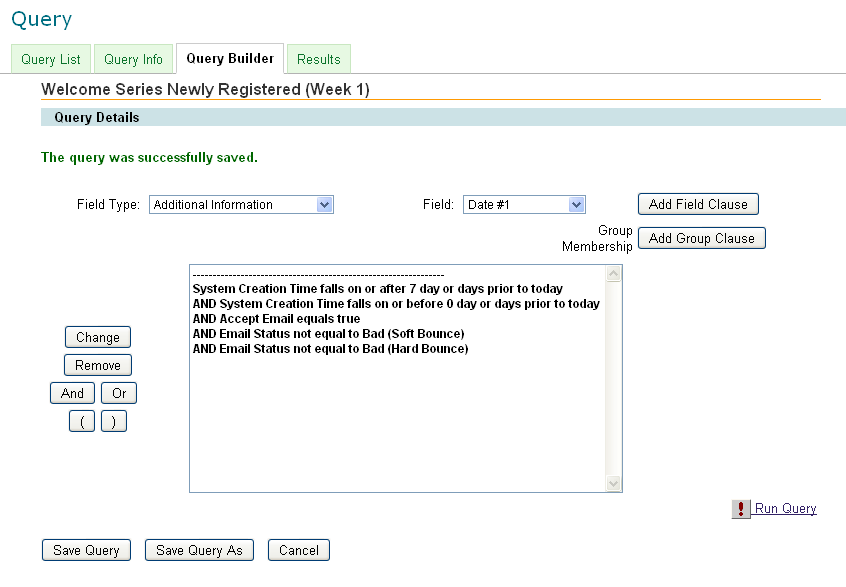 Query
Query List Query Info Query Builder Results
Welcome Series Newly Registered (Week 1)
Query Details
The query was successfully saved.
Field Type: Additional Information Field: Date #1 Add Field Clause
Group
Membership Add Group Clause
------------------------------------------------------------
System Creation Time falls on or after 7 day or days prior to today
AND System Creation Time falls on or before 0 day or days prior to today
AND Accept Email equals true
AND Email Status not equal to Bad (Soft Bounce)
AND Email Status not equal to Bad (Hard Bounce)
Change
Remove
And Or
( )
! Run Query
Save Query Save Query As Cancel